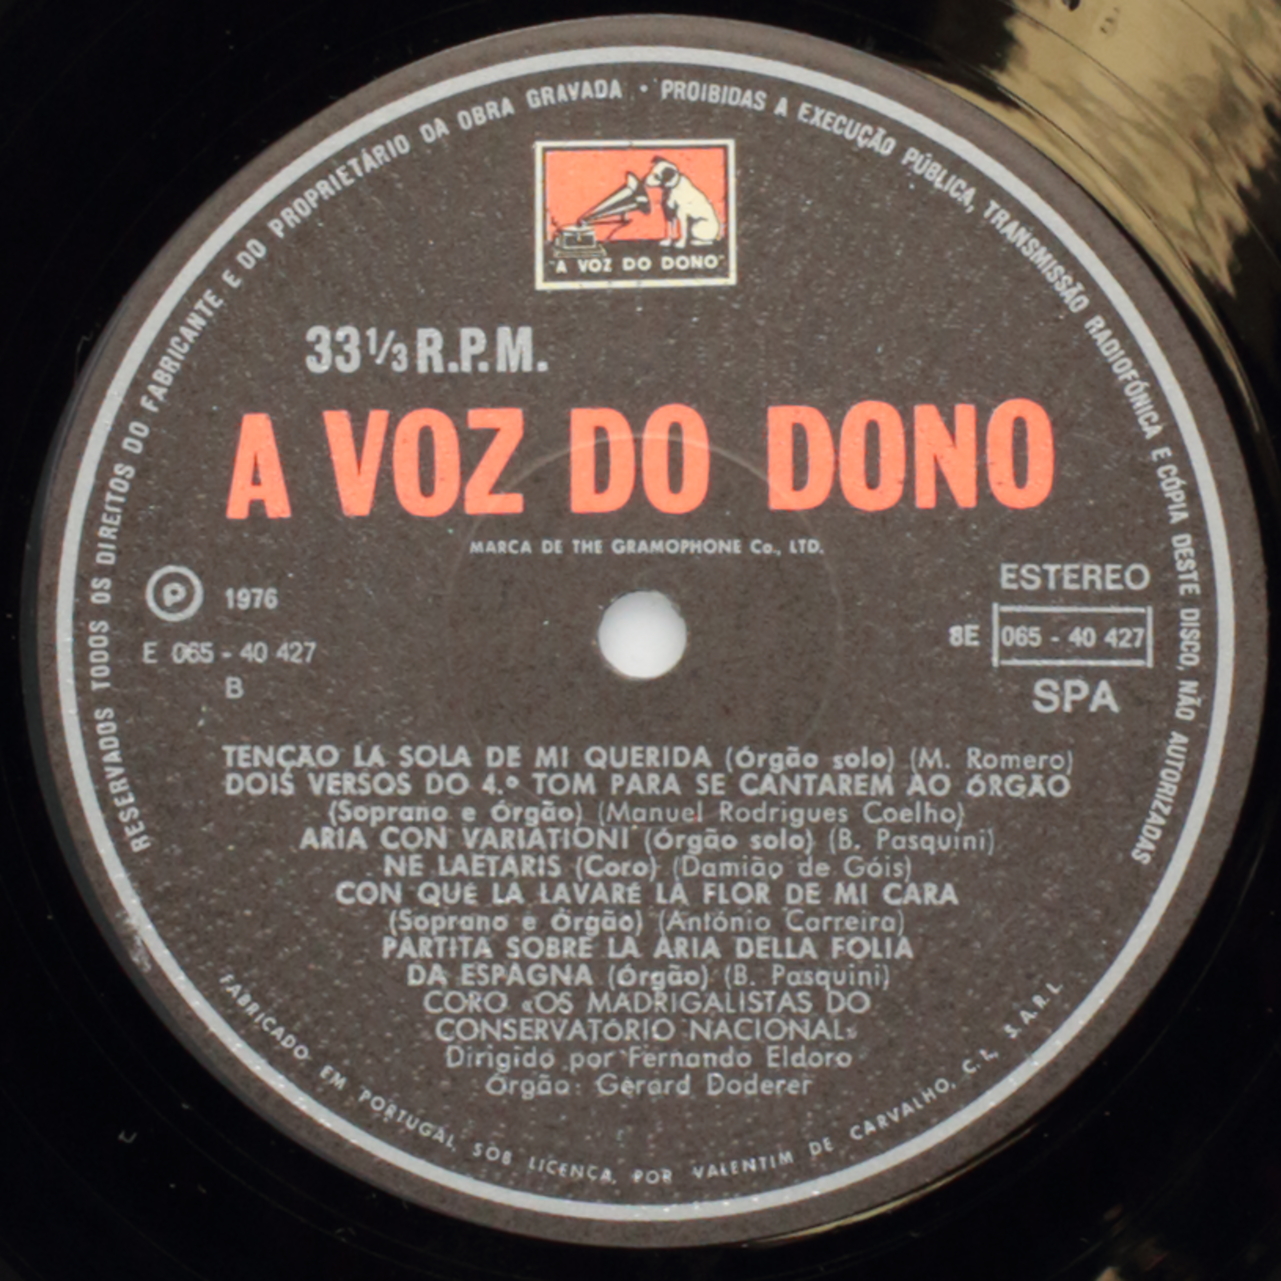 RESERVADOS TODOS OS DIREITOS DO FABRICANTE E DO PROPRIETÁRIO DA OBRA GRAVADA • PROIBIDAS A EXECUÇÃO PÚBLICA, TRANSMISSÃO RADIOFÓNICA E CÓPIA DESTE DISCO, NÃO AUTORIZADAS
"A VOZ DO DONO"
33 1/3 R.P.M.
A VOZ DO DONO
MARCA DE THE GRAMOPHONE Co., LTD.
ESTEREO
Ⓟ 1976
8E 065 - 40 427
E 065 - 40 427
SPA
B
TENÇÃO LA SOLA DE MI QUERIDA (órgão solo) (M. Romero)
DOIS VERSOS DO 4.º TOM PARA SE CANTAREM AO ÓRGÃO
(Soprano e Órgão) (Manuel Rodrigues Coelho)
ARIA CON VARIATIONI (órgão solo) (B. Pasquini)
NE LAETARIS (Coro) (Damião de Góis)
CON QUÉ LA LAVARÉ LA FLOR DE MI CARA
(Soprano e Órgão) (António Carreira)
PARTITA SOBRE LA ARIA DELLA FOLIA
DA ESPAGNA (órgão) (B. Pasquini)
CORO «OS MADRIGALISTAS DO
CONSERVATÓRIO NACIONAL»
Dirigido por Fernando Eldoro
Órgão: Gérard Doderer
FABRICADO EM PORTUGAL, SOB LICENÇA, POR VALENTIM DE CARVALHO, C.I., S.A.R.L.